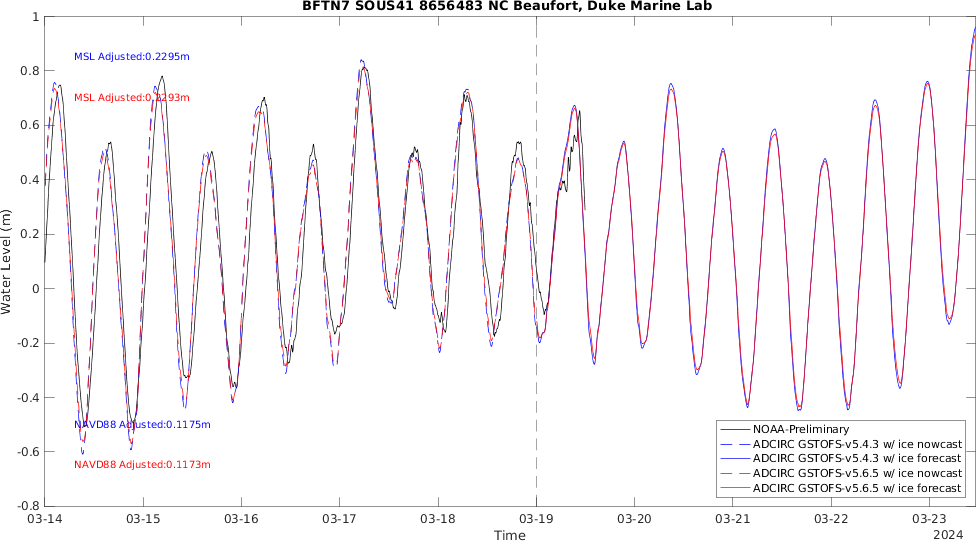 BFTN7 SOUS41 8656483 NC Beaufort, Duke Marine Lab
1
0.8
0.6
0.4
0.2
0
-0.2
-0.4
-0.6
-0.8
Water Level (m)
MSL Adjusted:0.2295m
MSL Adjusted:0.2293m
NAVD88 Adjusted:0.1175m
NAVD88 Adjusted:0.1173m
NOAA-Preliminary
ADCIRC GSTOFS-v5.4.3 w/ ice nowcast
ADCIRC GSTOFS-v5.4.3 w/ ice forecast
ADCIRC GSTOFS-v5.6.5 w/ ice nowcast
ADCIRC GSTOFS-v5.6.5 w/ ice forecast
03-14 03-15 03-16 03-17 03-18 03-19 03-20 03-21 03-22 03-23
Time
2024